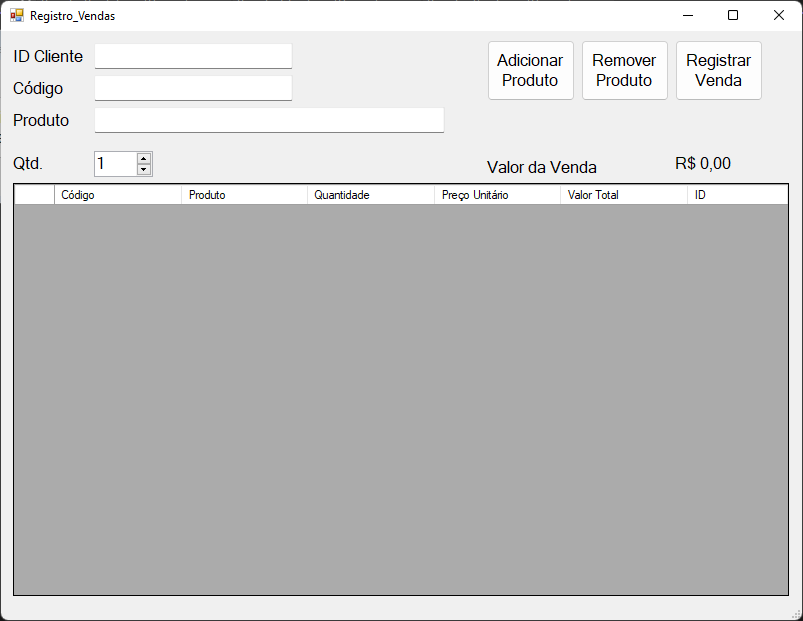 Registro_Vendas
ID Cliente
Código
Produto
Adicionar
Produto
Remover
Produto
Registrar
Venda
Qtd.
1
Valor da Venda
R$ 0,00
Código Produto Quantidade Preço Unitário Valor Total ID